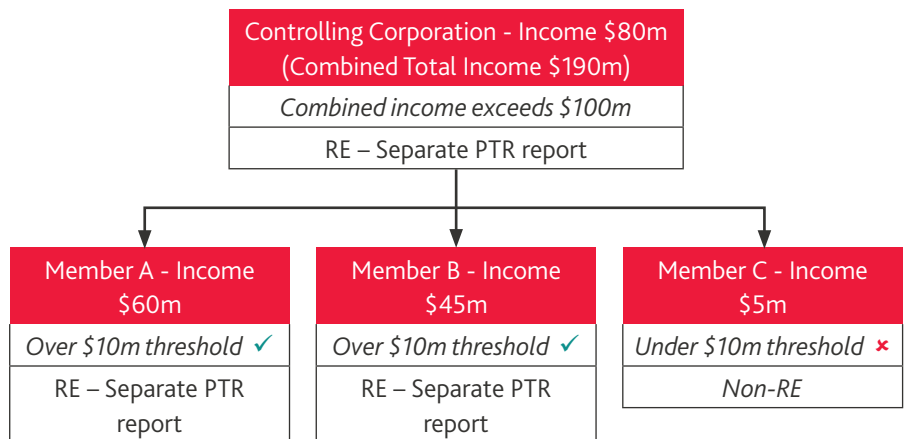 Controlling Corporation - Income $80m
(Combined Total Income $190m)
Combined income exceeds $100m
RE – Separate PTR report
Member A - Income
$60m
Over $10m threshold ✓
RE – Separate PTR
report
Member B - Income
$45m
Over $10m threshold ✓
RE – Separate PTR
report
Member C - Income
$5m
Under $10m threshold ×
Non-RE